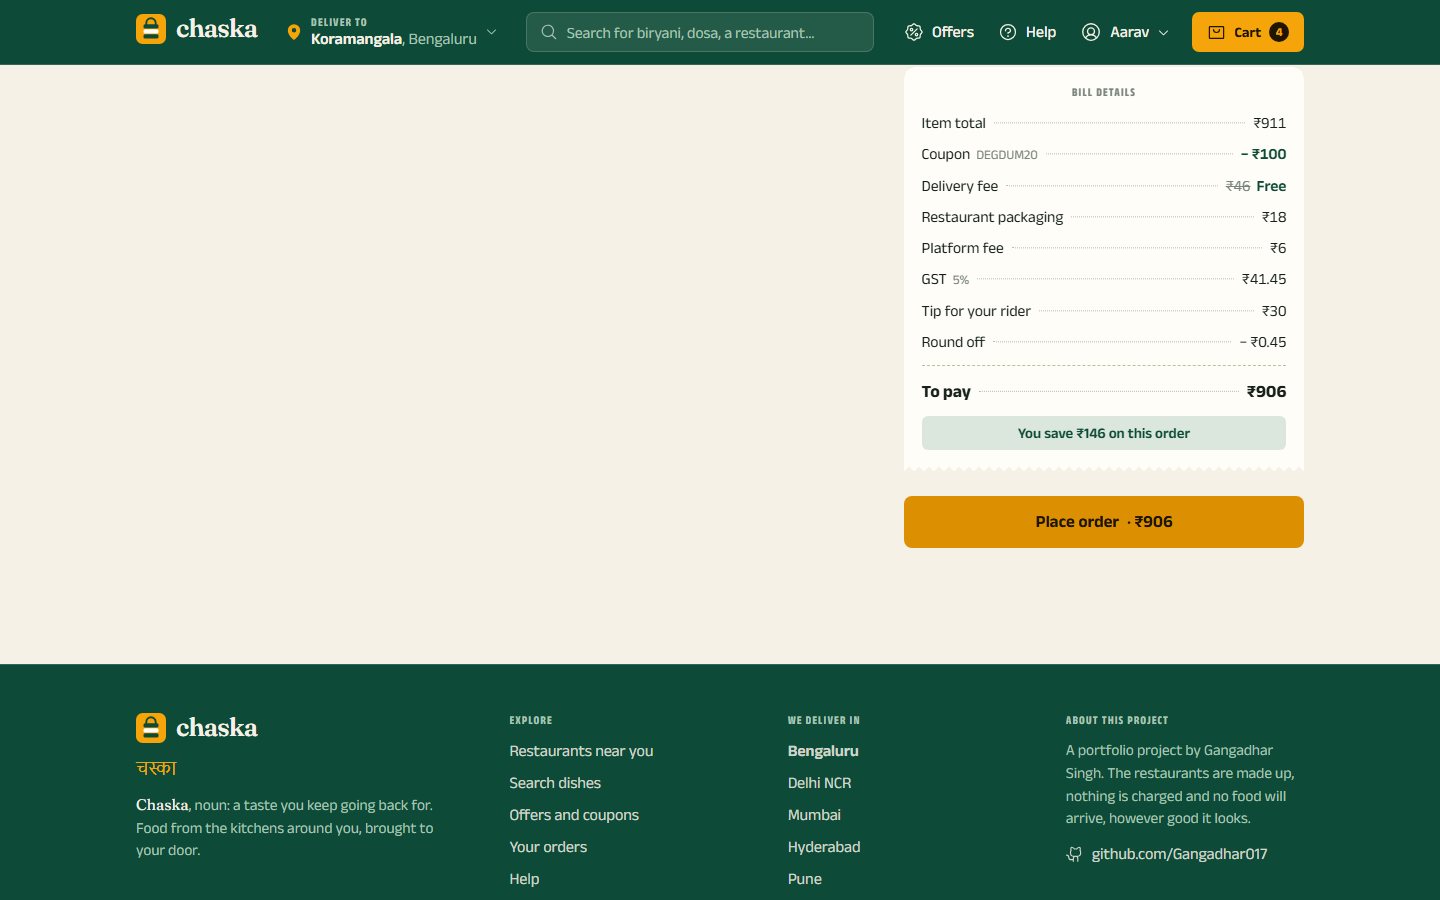 chaska
DELIVER TO
Koramangala, Bengaluru
Search for biryani, dosa, a restaurant...
Offers
Help
Aarav
Cart 4
BILL DETAILS
Item total ₹911
Coupon DEGDUM20 − ₹100
Delivery fee ₹46 Free
Restaurant packaging ₹18
Platform fee ₹6
GST 5% ₹41.45
Tip for your rider ₹30
Round off − ₹0.45
To pay ₹906
You save ₹146 on this order
Place order · ₹906
chaska
चस्का
Chaska, noun: a taste you keep going back for.
Food from the kitchens around you, brought to
your door.
EXPLORE
Restaurants near you
Search dishes
Offers and coupons
Your orders
Help
WE DELIVER IN
Bengaluru
Delhi NCR
Mumbai
Hyderabad
Pune
ABOUT THIS PROJECT
A portfolio project by Gangadhar
Singh. The restaurants are made up,
nothing is charged and no food will
arrive, however good it looks.
github.com/Gangadhar017